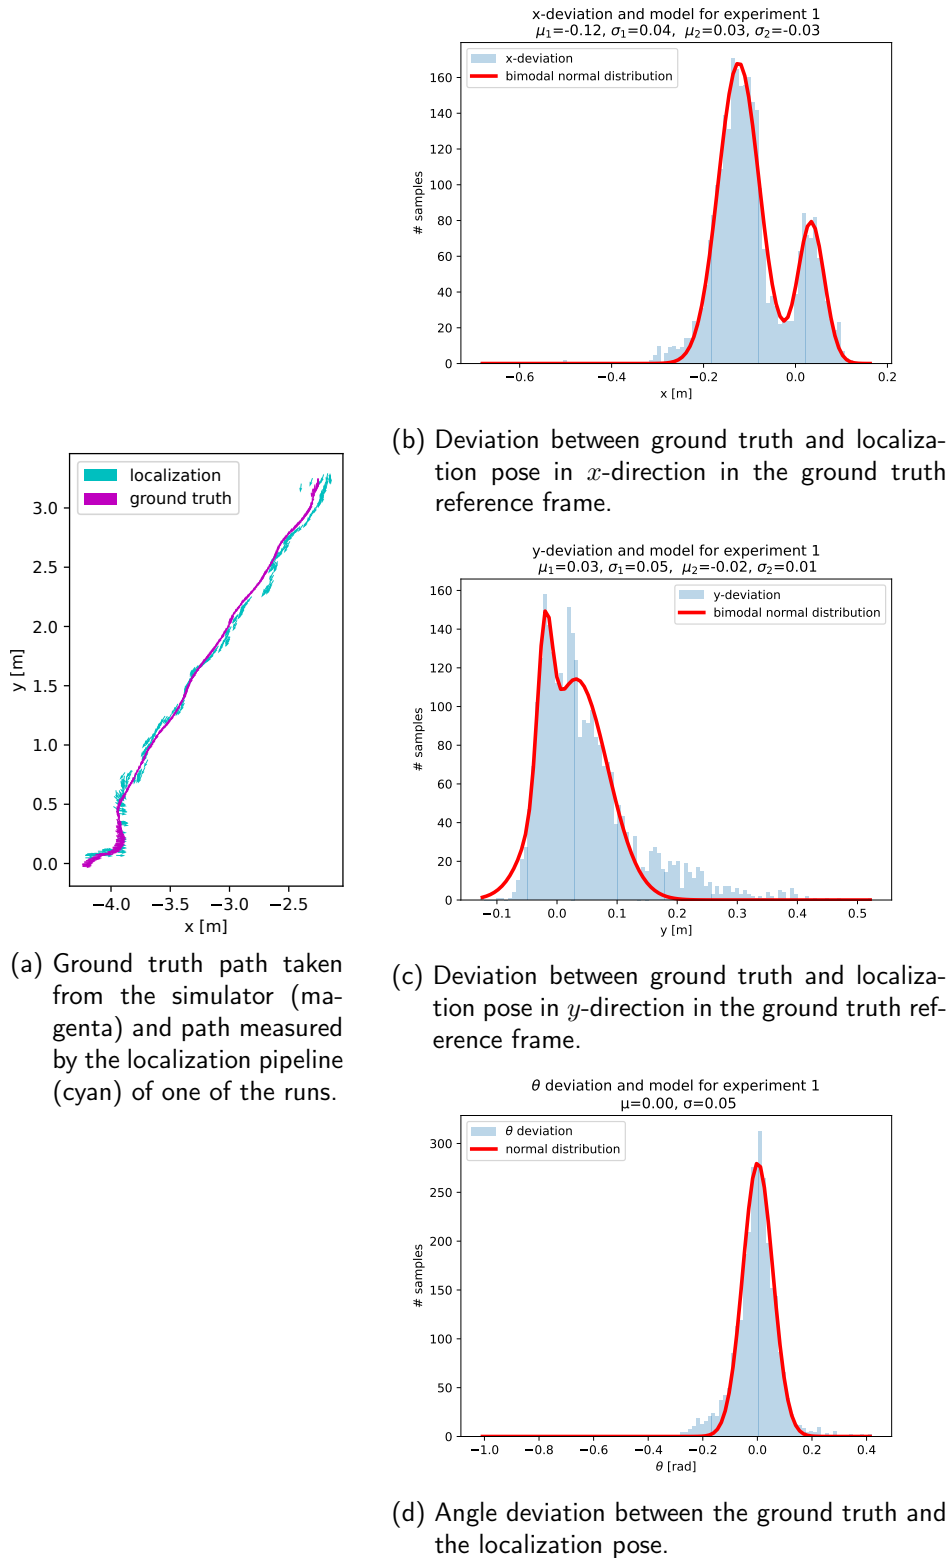 x-deviation and model for experiment 1
μ₁=-0.12, σ₁=0.04, μ₂=0.03, σ₂=-0.03
x-deviation
bimodal normal distribution
# samples
160
140
120
100
80
60
40
20
0
−0.6
−0.4
−0.2
0.0
0.2
x [m]
(b) Deviation between ground truth and localiza-
tion pose in x-direction in the ground truth
reference frame.
localization
ground truth
y [m]
3.0
2.5
2.0
1.5
1.0
0.5
0.0
−4.0
−3.5
−3.0
−2.5
x [m]
(a) Ground truth path taken
from the simulator (ma-
genta) and path measured
by the localization pipeline
(cyan) of one of the runs.
y-deviation and model for experiment 1
μ₁=0.03, σ₁=0.05, μ₂=-0.02, σ₂=0.01
y-deviation
bimodal normal distribution
# samples
160
140
120
100
80
60
40
20
0
−0.1
0.0
0.1
0.2
0.3
0.4
0.5
y [m]
(c) Deviation between ground truth and localiza-
tion pose in y-direction in the ground truth ref-
erence frame.
θ deviation and model for experiment 1
μ=0.00, σ=0.05
θ deviation
normal distribution
# samples
300
250
200
150
100
50
0
−1.0
−0.8
−0.6
−0.4
−0.2
0.0
0.2
0.4
θ [rad]
(d) Angle deviation between the ground truth and
the localization pose.